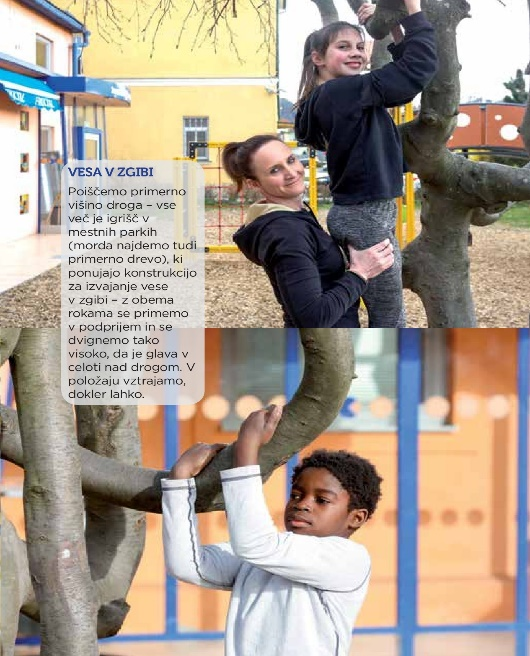 VESA V ZGIBI
Poiščemo primerno
višino droga – vse
več je igrišč v
mestnih parkih
(morda najdemo tudi
primerno drevo), ki
ponujajo konstrukcijo
za izvajanje vese
v zgibi – z obema
rokama se primemo
v podprijem in se
dvignemo tako
visoko, da je glava v
celoti nad drogom. V
položaju vztrajamo,
dokler lahko.